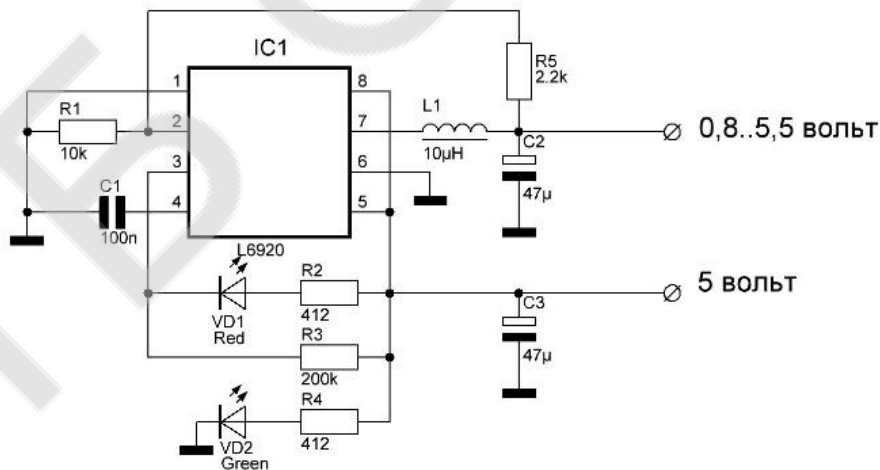 IC1
1
8
R5
2.2k
R1
10k
2
7
L1
10µH
0,8..5,5 вольт
3
6
C2
47µ
C1
100n
4
5
L6920
R2
412
VD1
Red
5 вольт
C3
47µ
R3
200k
R4
412
VD2
Green